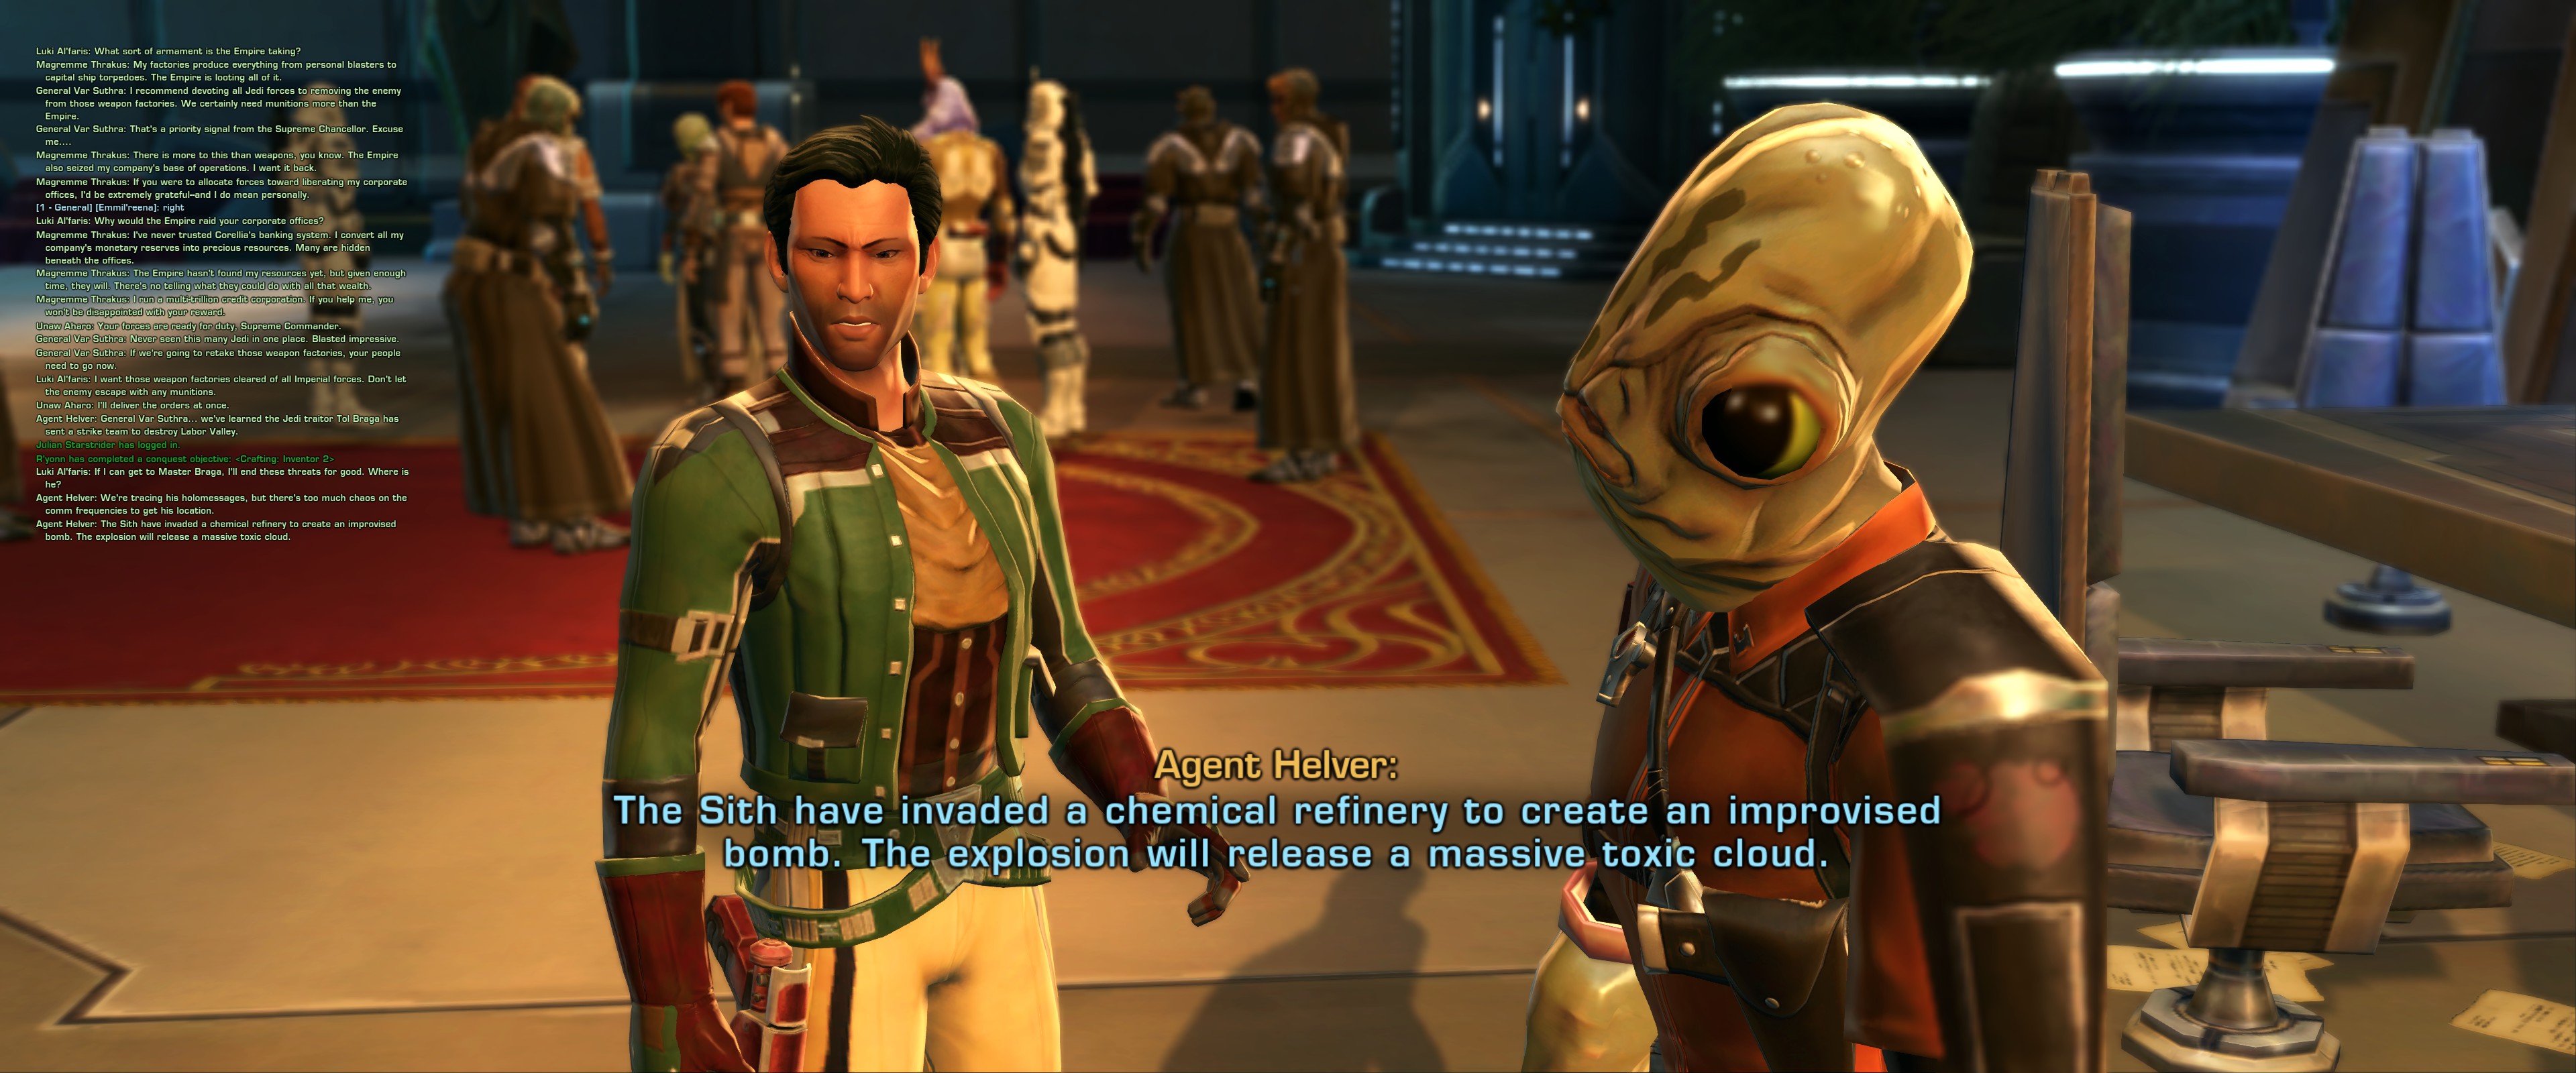 Luki Al'faris: What sort of armament is the Empire taking?
Magremme Thrakus: My factories produce everything from personal blasters to
capital ship torpedoes. The Empire is looting all of it.
General Var Suthra: I recommend devoting all Jedi forces to removing the enemy
from those weapon factories. We certainly need munitions more than the
Empire.
General Var Suthra: That's a priority signal from the Supreme Chancellor. Excuse
me....
Magremme Thrakus: There is more to this than weapons, you know. The Empire
also seized my company's base of operations. I want it back.
Magremme Thrakus: If you were to allocate forces toward liberating my corporate
offices, I'd be extremely grateful—and I do mean personally.
[1 - General] [Emmil'reena]: right
Luki Al'faris: Why would the Empire raid your corporate offices?
Magremme Thrakus: I've never trusted Corellia's banking system. I convert all my
company's monetary reserves into precious resources. Many are hidden
beneath the offices.
Magremme Thrakus: The Empire hasn't found my resources yet, but given enough
time, they will. There's no telling what they could do with all that wealth.
Magremme Thrakus: I run a multi-trillion credit corporation. If you help me, you
won't be disappointed with your reward.
Unaw Aharo: Your forces are ready for duty, Supreme Commander.
General Var Suthra: Never seen this many Jedi in one place. Blasted impressive.
General Var Suthra: If we're going to retake those weapon factories, your people
need to go now.
Luki Al'faris: I want those weapon factories cleared of all Imperial forces. Don't let
the enemy escape with any munitions.
Unaw Aharo: I'll deliver the orders at once.
Agent Helver: General Var Suthra... we've learned the Jedi traitor Tol Braga has
sent a strike team to destroy Labor Valley.
Julian Starstrider has logged in.
R'yonn has completed a conquest objective: <Crafting: Inventor 2>
Luki Al'faris: If I can get to Master Braga, I'll end these threats for good. Where is
he?
Agent Helver: We're tracing his holomessages, but there's too much chaos on the
comm frequencies to get his location.
Agent Helver: The Sith have invaded a chemical refinery to create an improvised
bomb. The explosion will release a massive toxic cloud.
Agent Helver:
The Sith have invaded a chemical refinery to create an improvised
bomb. The explosion will release a massive toxic cloud.